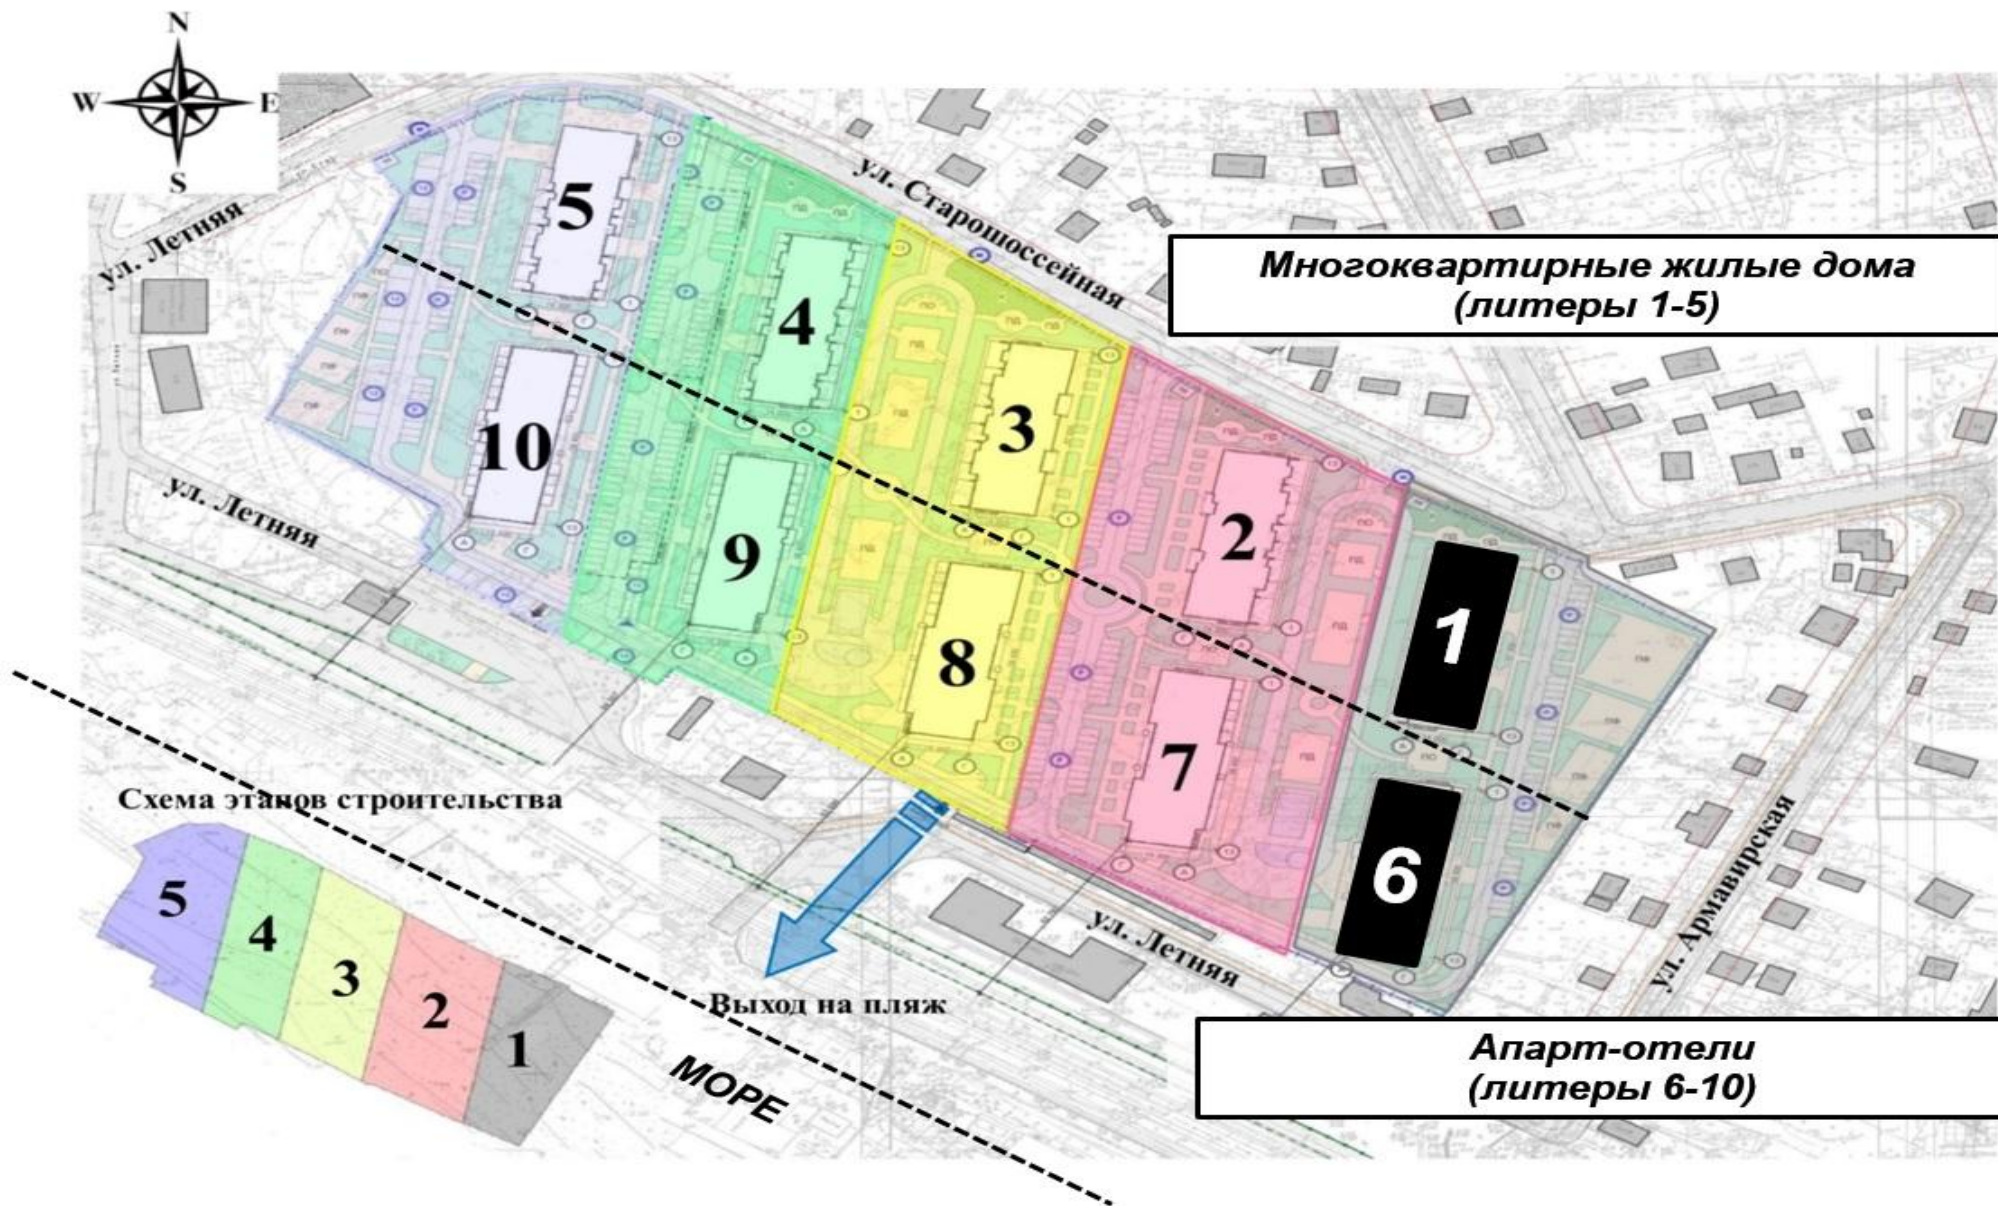 N
W E
S
ул. Летняя
ул. Старошоссейная
Многоквартирные жилые дома
(литеры 1-5)
5
4
3
2
1
10
9
8
7
6
ул. Летняя
ул. Армавирская
Схема этапов строительства
5
4
3
2
1
Выход на пляж
МОРЕ
ул. Летняя
Апарт-отели
(литеры 6-10)